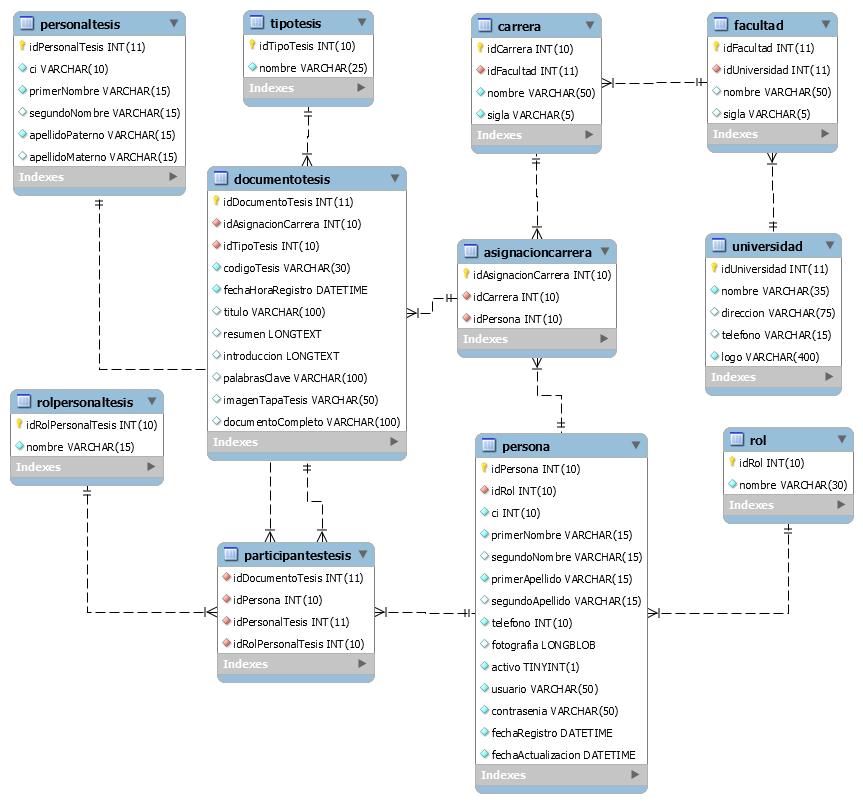 personaltesis
idPersonalTesis INT(11)
ci VARCHAR(10)
primerNombre VARCHAR(15)
segundoNombre VARCHAR(15)
apellidoPaterno VARCHAR(15)
apellidoMaterno VARCHAR(15)
Indexes
tipotesis
idTipoTesis INT(10)
nombre VARCHAR(25)
Indexes
carrera
idCarrera INT(10)
idFacultad INT(11)
nombre VARCHAR(50)
sigla VARCHAR(5)
Indexes
facultad
idFacultad INT(11)
idUniversidad INT(11)
nombre VARCHAR(50)
sigla VARCHAR(5)
Indexes
documentotesis
idDocumentoTesis INT(11)
idAsignacionCarrera INT(10)
idTipoTesis INT(10)
codigoTesis VARCHAR(30)
fechaHoraRegistro DATETIME
titulo VARCHAR(100)
resumen LONGTEXT
introduccion LONGTEXT
palabrasClave VARCHAR(100)
imagenTapaTesis VARCHAR(50)
documentoCompleto VARCHAR(100)
Indexes
asignacioncarrera
idAsignacionCarrera INT(10)
idCarrera INT(10)
idPersona INT(10)
Indexes
universidad
idUniversidad INT(11)
nombre VARCHAR(35)
direccion VARCHAR(75)
telefono VARCHAR(15)
logo VARCHAR(400)
Indexes
rolpersonaltesis
idRolPersonalTesis INT(10)
nombre VARCHAR(15)
Indexes
persona
idPersona INT(10)
idRol INT(10)
ci INT(10)
primerNombre VARCHAR(15)
segundoNombre VARCHAR(15)
primerApellido VARCHAR(15)
segundoApellido VARCHAR(15)
telefono INT(10)
fotografia LONGBLOB
activo TINYINT(1)
usuario VARCHAR(50)
contrasenia VARCHAR(50)
fechaRegistro DATETIME
fechaActualizacion DATETIME
Indexes
rol
idRol INT(10)
nombre VARCHAR(30)
Indexes
participantestesis
idDocumentoTesis INT(11)
idPersona INT(10)
idPersonalTesis INT(11)
idRolPersonalTesis INT(10)
Indexes